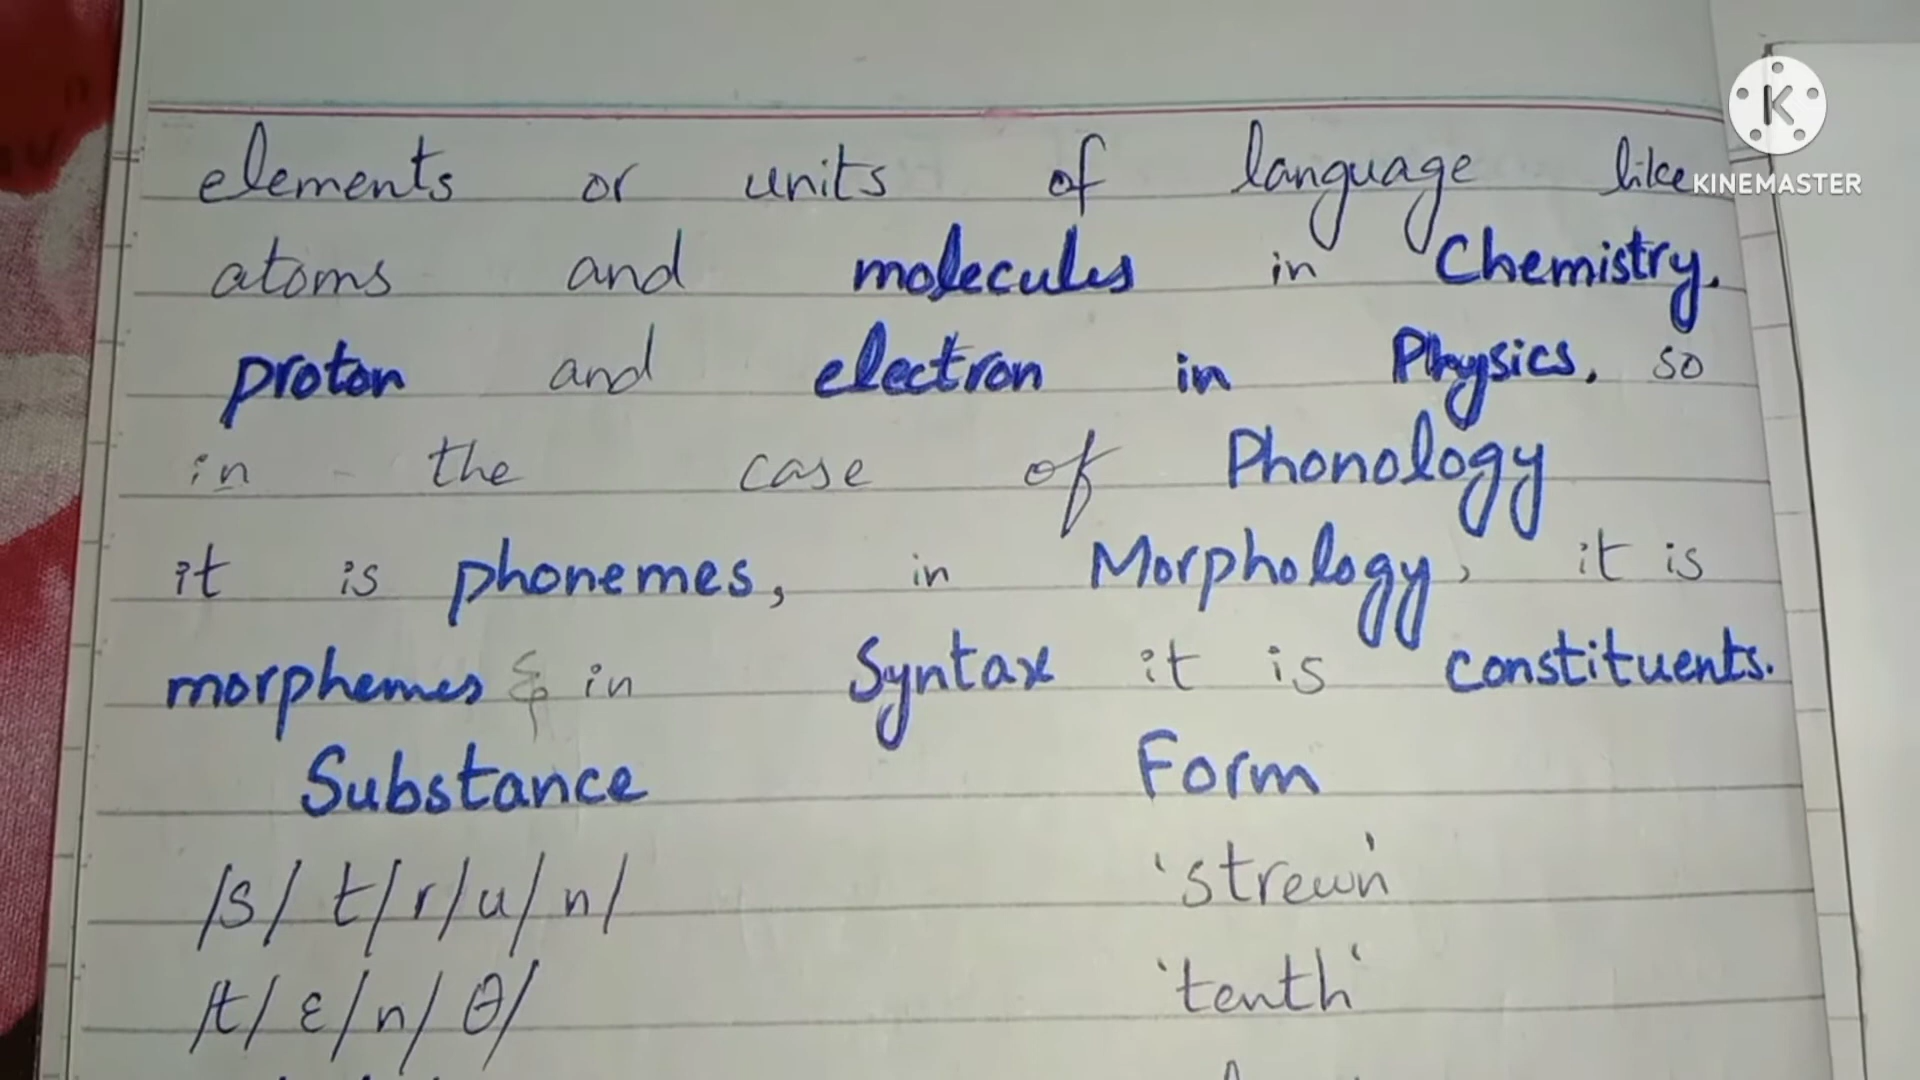 elements or units of language like
KINEMASTER
atoms and molecules in Chemistry.
proton and electron in Physics. so
in the case of Phonology
it is phonemes, in Morphology, it is
morphemes & in Syntax it is constituents.
Substance Form
/s/ t/r/u/n/ 'strewn'
/t/ ε/n/ θ/ 'tenth'